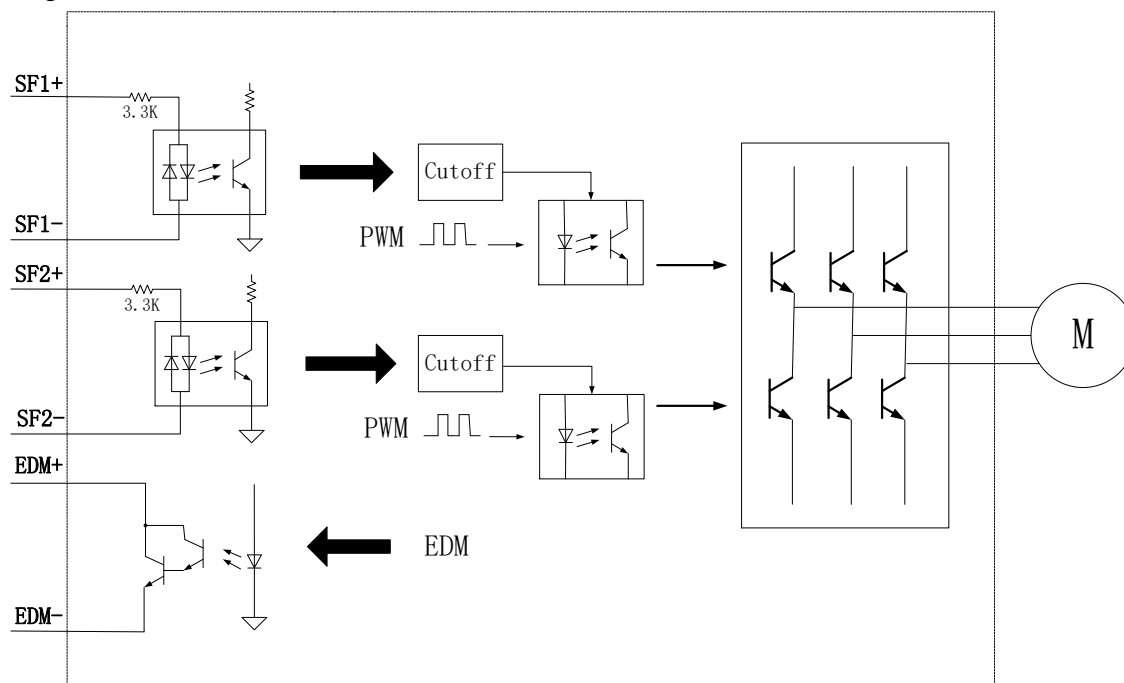 SF1+
3.3K
SF1-
Cutoff
PWM
SF2+
3.3K
SF2-
Cutoff
PWM
M
EDM+
EDM
EDM-